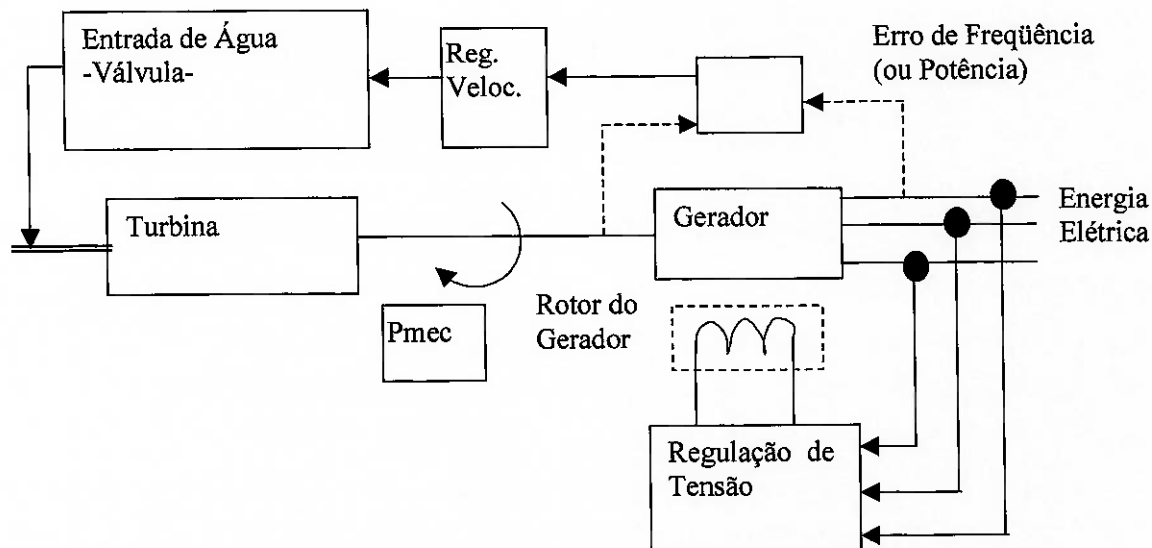 Entrada de Água
-Válvula-
Reg.
Veloc.
Erro de Freqüência
(ou Potência)
Turbina
Gerador
Energia
Elétrica
Pmec
Rotor do
Gerador
Regulação de
Tensão